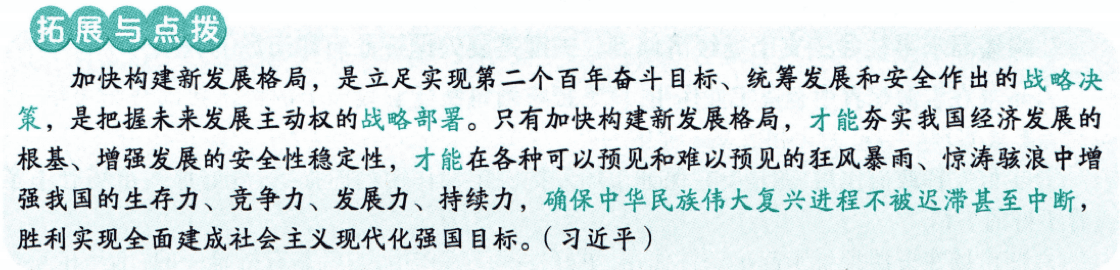 拓展与点拨
加快构建新发展格局，是立足实现第二个百年奋斗目标、统筹发展和安全作出的战略决
策，是把握未来发展主动权的战略部署。只有加快构建新发展格局，才能夯实我国经济发展的
根基、增强发展的安全性稳定性，才能在各种可以预见和难以预见的狂风暴雨、惊涛骇浪中增
强我国的生存力、竞争力、发展力、持续力，确保中华民族伟大复兴进程不被迟滞甚至中断，
胜利实现全面建成社会主义现代化强国目标。（习近平）